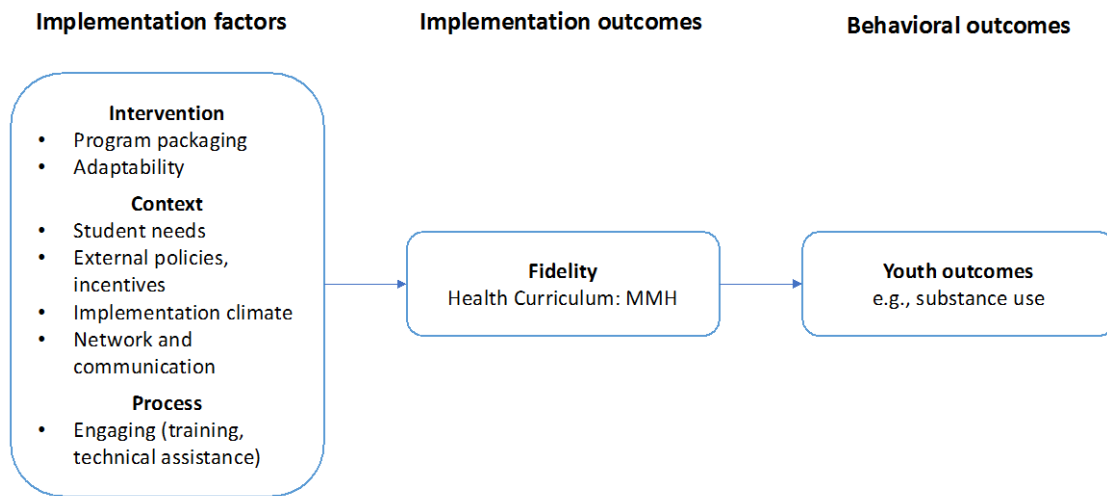 Implementation factors
Implementation outcomes
Behavioral outcomes
Intervention
• Program packaging
• Adaptability
Context
• Student needs
• External policies,
incentives
• Implementation climate
• Network and
communication
Process
• Engaging (training,
technical assistance)
Fidelity
Health Curriculum: MMH
Youth outcomes
e.g., substance use